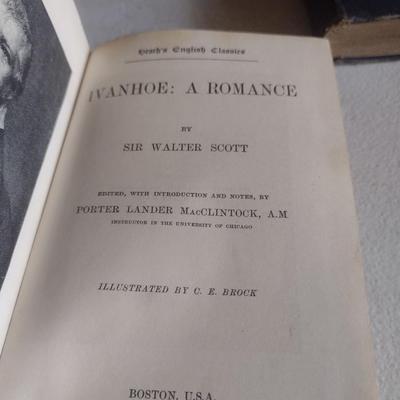 Heath's English Classics
IVANHOE: A ROMANCE
BY
SIR WALTER SCOTT
EDITED, WITH INTRODUCTION AND NOTES, BY
PORTER LANDER MACCLINTOCK, A.M
INSTRUCTOR IN THE UNIVERSITY OF CHICAGO
ILLUSTRATED BY C. E. BROCK
BOSTON, U.S.A.